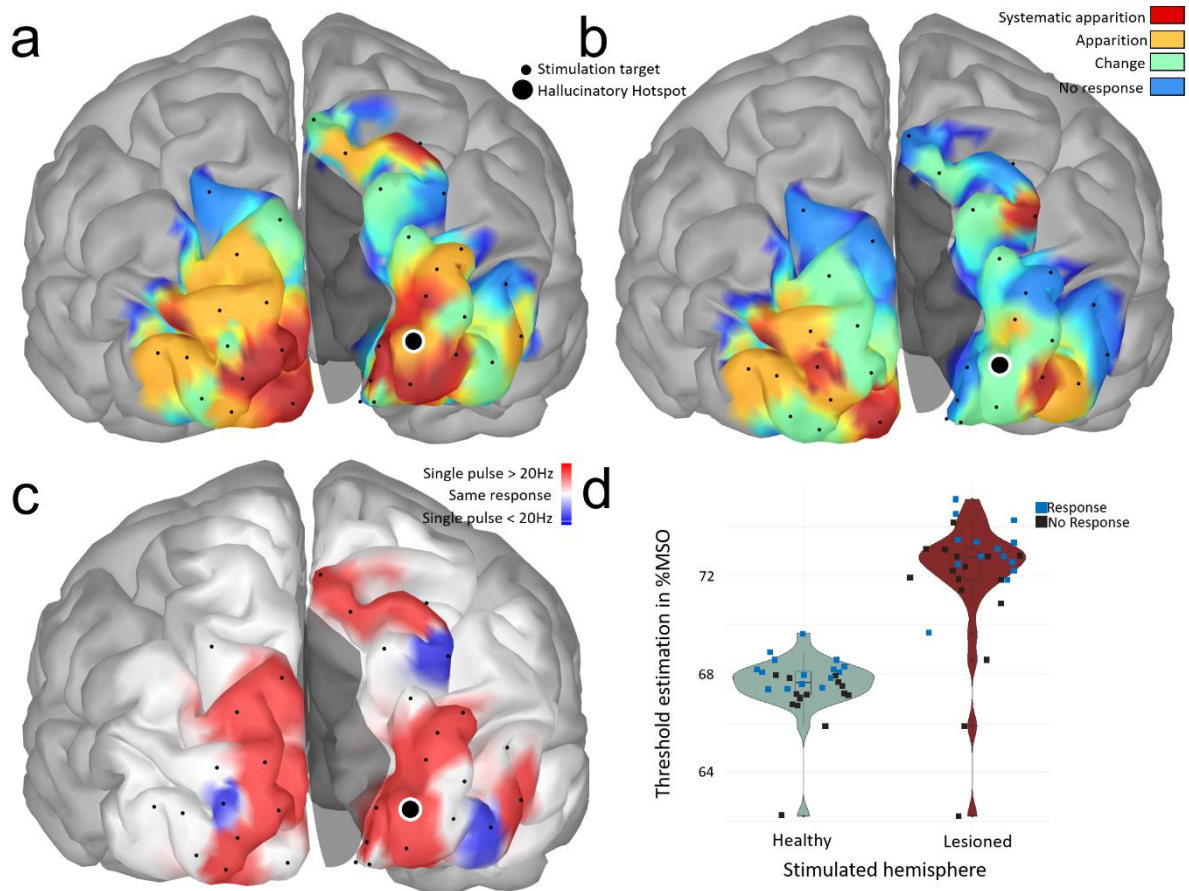 a
Stimulation target
Hallucinatory Hotspot
b
Systematic apparition
Apparition
Change
No response
c
Single pulse > 20Hz
Same response
Single pulse < 20Hz
d
Response
No Response
Threshold estimation in %MSO
72
68
64
Healthy
Lesioned
Stimulated hemisphere